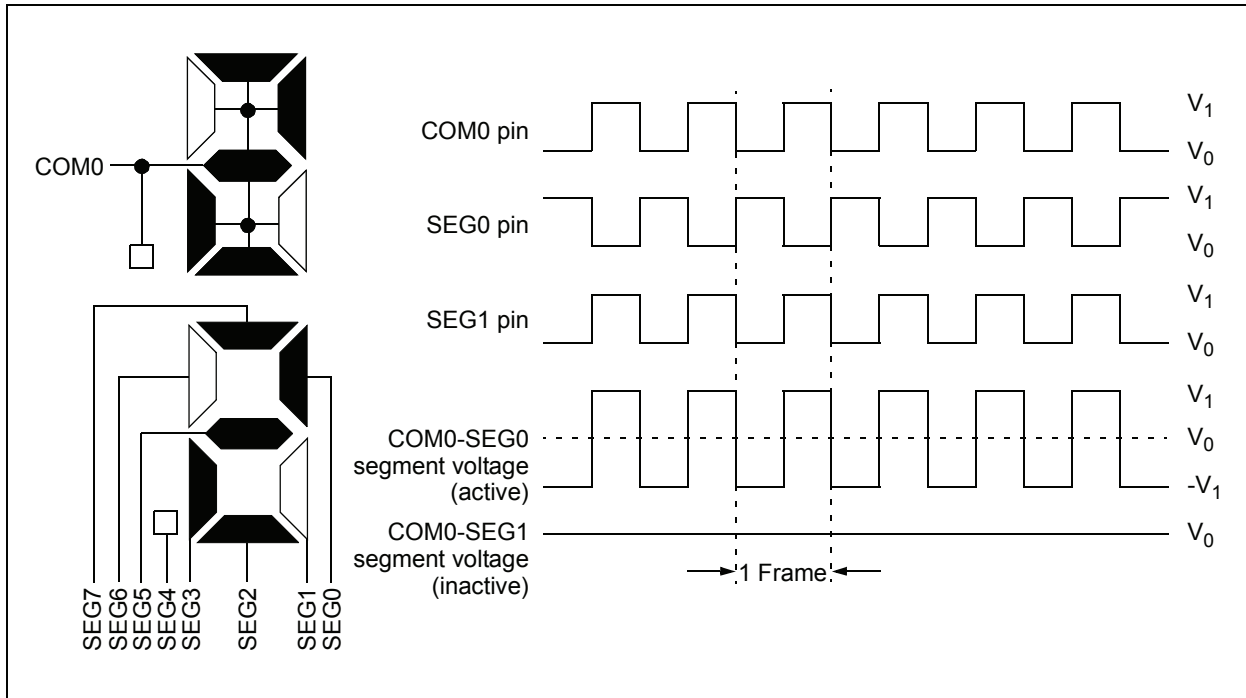 COM0
SEG7
SEG6
SEG5
SEG4
SEG3
SEG2
SEG1
SEG0
COM0 pin
V1
V0
SEG0 pin
V1
V0
SEG1 pin
V1
V0
COM0-SEG0
segment voltage
(active)
V1
V0
-V1
COM0-SEG1
segment voltage
(inactive)
V0
1 Frame